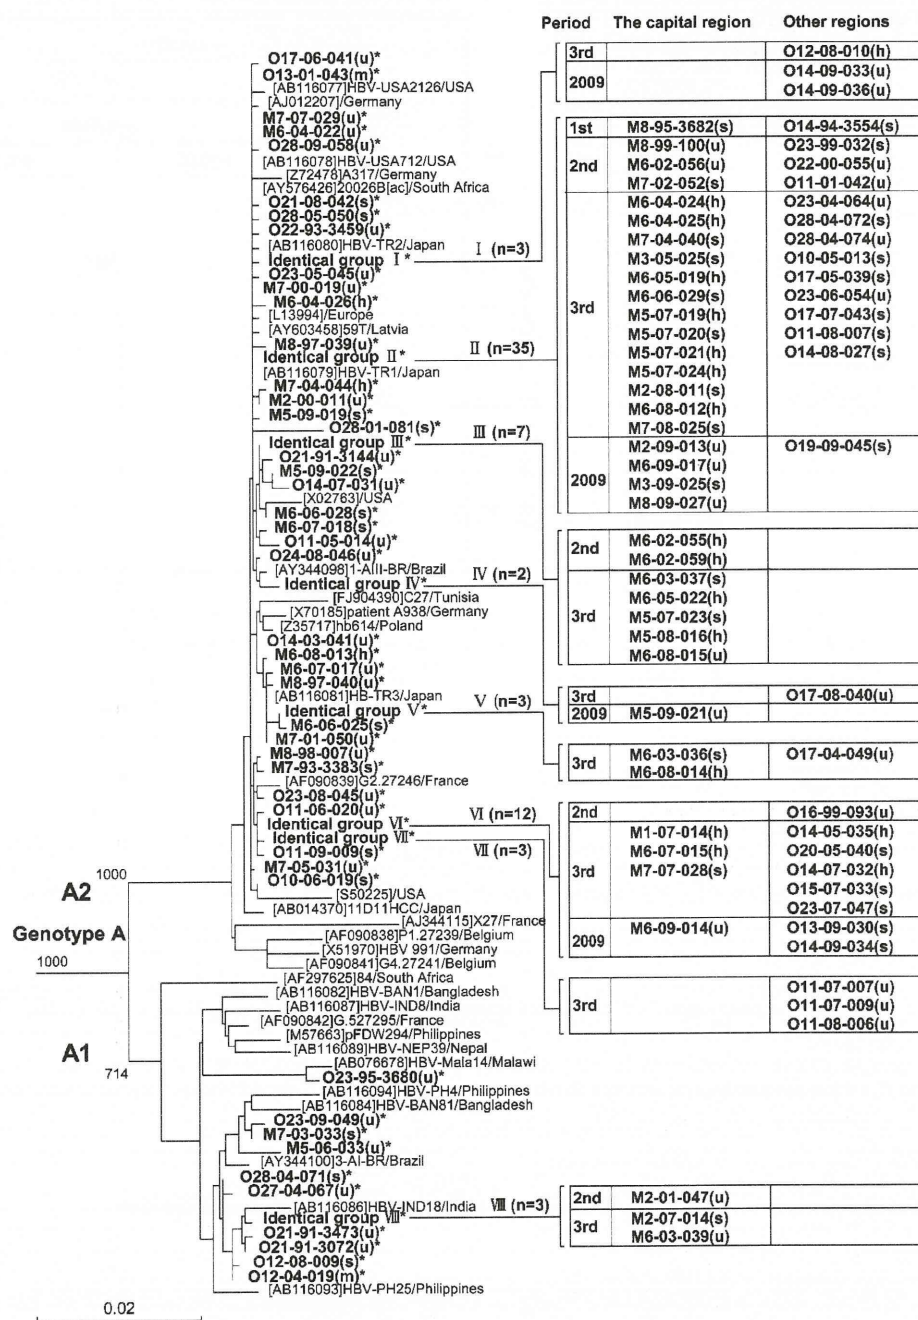 Period The capital region Other regions
O17-06-041(u)*
O13-01-043(m)*
[AB116077]HBV-USA2126/USA
[AJ012207]/Germany
M7-07-029(u)*
M6-04-022(u)*
O28-09-058(u)*
[AB116078]HBV-USA712/USA
[Z72478]A317/Germany
[AY576426]20026B[ac]/South Africa
O21-08-042(s)*
O28-05-050(s)*
O22-93-3459(u)*
[AB116080]HBV-TR2/Japan
Identical group Ⅰ*
O23-05-045(u)*
M7-00-019(u)*
M6-04-026(h)*
[L13994]/Europe
[AY603458]59T/Latvia
M8-97-039(u)*
Identical group Ⅱ*
[AB116079]HBV-TR1/Japan
M7-04-044(h)*
M2-00-011(u)*
M5-09-019(s)*
O28-01-081(s)*
Identical group Ⅲ*
O21-91-3144(u)*
M5-09-022(s)*
O14-07-031(u)*
[X02763]/USA
M6-06-028(s)*
M6-07-018(s)*
O11-05-014(u)*
O24-08-046(u)*
[AY344098]1-AIII-BR/Brazil
Identical group Ⅳ*
[FJ904390]C27/Tunisia
[X70185]patient A938/Germany
[Z35717]hb614/Poland
O14-03-041(u)*
M6-08-013(h)*
M6-07-017(u)*
M8-97-040(u)*
[AB116081]HB-TR3/Japan
Identical group Ⅴ*
M6-06-025(s)*
M7-01-050(u)*
M8-98-007(u)*
M7-93-3383(s)*
[AF090839]G2.27246/France
O23-08-045(u)*
O11-06-020(u)*
Identical group Ⅵ*
Identical group Ⅶ*
O11-09-009(s)*
M7-05-031(u)*
O10-06-019(s)*
[S50225]/USA
[AB014370]11D11HCC/Japan
[AJ344115]X27/France
[AF090838]P1.27239/Belgium
[X51970]HBV 991/Germany
[AF090841]G4.27241/Belgium
[AF297625]84/South Africa
[AB116082]HBV-BAN1/Bangladesh
[AB116087]HBV-IND8/India
[AF090842]G.527295/France
[M57663]pFDW294/Philippines
[AB116089]HBV-NEP39/Nepal
[AB076678]HBV-Mala14/Malawi
O23-95-3680(u)*
[AB116094]HBV-PH4/Philippines
[AB116084]HBV-BAN81/Bangladesh
O23-09-049(u)*
M7-03-033(s)*
M5-06-033(u)*
[AY344100]3-AI-BR/Brazil
O28-04-071(s)*
O27-04-067(u)*
[AB116086]HBV-IND18/India
Identical group Ⅷ*
O21-91-3473(u)*
O21-91-3072(u)*
O12-08-009(s)*
O12-04-019(m)*
[AB116093]HBV-PH25/Philippines
1000
A2
Genotype A
1000
A1
714
0.02
Ⅰ (n=3)
Ⅱ (n=35)
Ⅲ (n=7)
Ⅳ (n=2)
Ⅴ (n=3)
Ⅵ (n=12)
Ⅶ (n=3)
Ⅷ (n=3)
3rd O12-08-010(h)
2009 O14-09-033(u)
O14-09-036(u)
1st M8-95-3682(s) O14-94-3554(s)
2nd M8-99-100(u) O23-99-032(s)
M6-02-056(u) O22-00-055(u)
M7-02-052(s) O11-01-042(u)
3rd M6-04-024(h) O23-04-064(u)
M6-04-025(h) O28-04-072(s)
M7-04-040(s) O28-04-074(u)
M3-05-025(s) O10-05-013(s)
M6-05-019(h) O17-05-039(s)
M6-06-029(s) O23-06-054(u)
M5-07-019(h) O17-07-043(s)
M5-07-020(s) O11-08-007(s)
M5-07-021(h) O14-08-027(s)
M5-07-024(h)
M2-08-011(s)
M6-08-012(h)
M7-08-025(s)
2009 M2-09-013(u) O19-09-045(s)
M6-09-017(u)
M3-09-025(s)
M8-09-027(u)
2nd M6-02-055(h)
M6-02-059(h)
3rd M6-03-037(s)
M6-05-022(h)
M5-07-023(s)
M5-08-016(h)
M6-08-015(u)
3rd O17-08-040(u)
2009 M5-09-021(u)
3rd M6-03-036(s) O17-04-049(u)
M6-08-014(h)
2nd O16-99-093(u)
3rd M1-07-014(h) O14-05-035(h)
M6-07-015(h) O20-05-040(s)
M7-07-028(s) O14-07-032(h)
O15-07-033(s)
O23-07-047(s)
2009 M6-09-014(u) O13-09-030(s)
O14-09-034(s)
3rd O11-07-007(u)
O11-07-009(u)
O11-08-006(u)
2nd M2-01-047(u)
3rd M2-07-014(s)
M6-03-039(u)